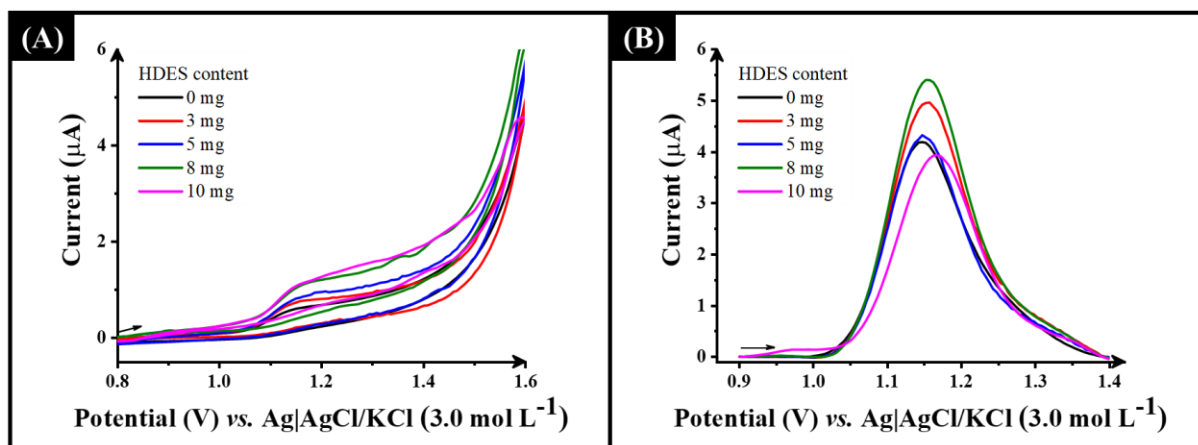 (A)
Current (µA)
6
4
2
0
HDES content
0 mg
3 mg
5 mg
8 mg
10 mg
0.8 1.0 1.2 1.4 1.6
Potential (V) vs. Ag|AgCl/KCl (3.0 mol L⁻¹)
(B)
Current (µA)
6
5
4
3
2
1
0
HDES content
0 mg
3 mg
5 mg
8 mg
10 mg
0.9 1.0 1.1 1.2 1.3 1.4
Potential (V) vs. Ag|AgCl/KCl (3.0 mol L⁻¹)